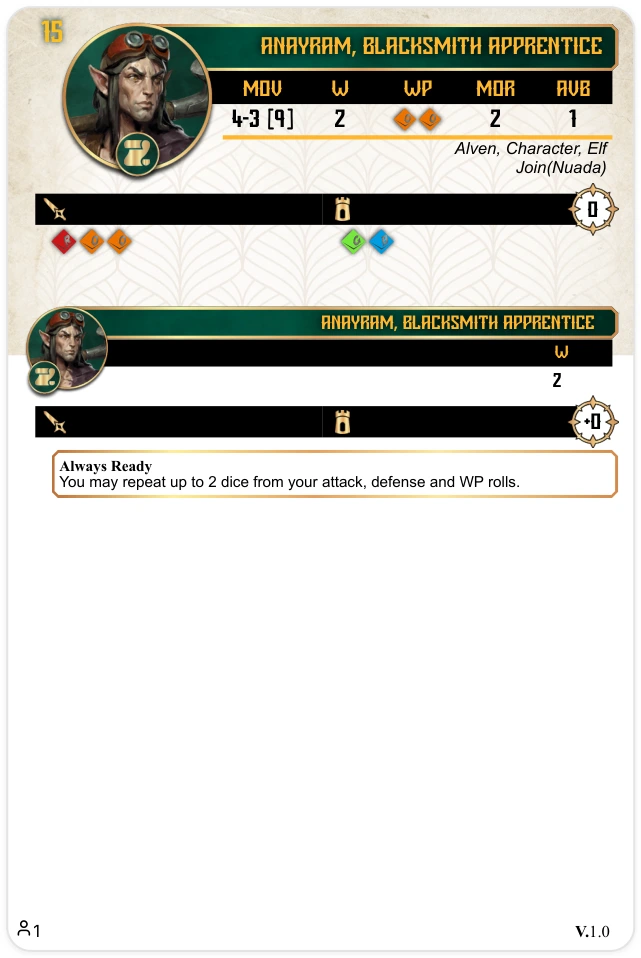 15
ANAYRAM, BLACKSMITH APPRENTICE
MOV W WP MOR AVB
4-3 [9] 2 2 1
Alven, Character, Elf
Join(Nuada)
0
ANAYRAM, BLACKSMITH APPRENTICE
W
2
+0
Always Ready
You may repeat up to 2 dice from your attack, defense and WP rolls.
1
V.1.0